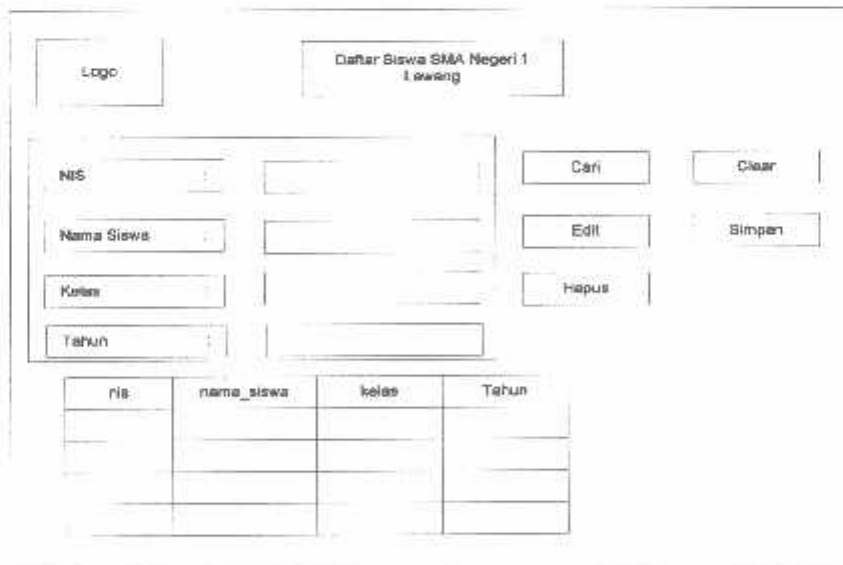 Logo
Daftar Siswa SMA Negeri 1
Lawang
NIS :
Cari
Clear
Nama Siswa :
Edit
Simpan
Kelas :
Hapus
Tahun :
nis
nama_siswa
kelas
Tahun